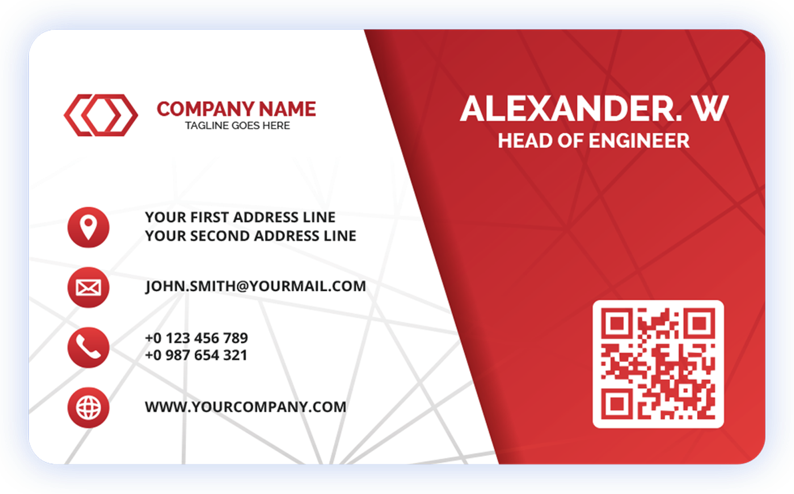 COMPANY NAME
TAGLINE GOES HERE
ALEXANDER. W
HEAD OF ENGINEER
YOUR FIRST ADDRESS LINE
YOUR SECOND ADDRESS LINE
JOHN.SMITH@YOURMAIL.COM
+0 123 456 789
+0 987 654 321
WWW.YOURCOMPANY.COM